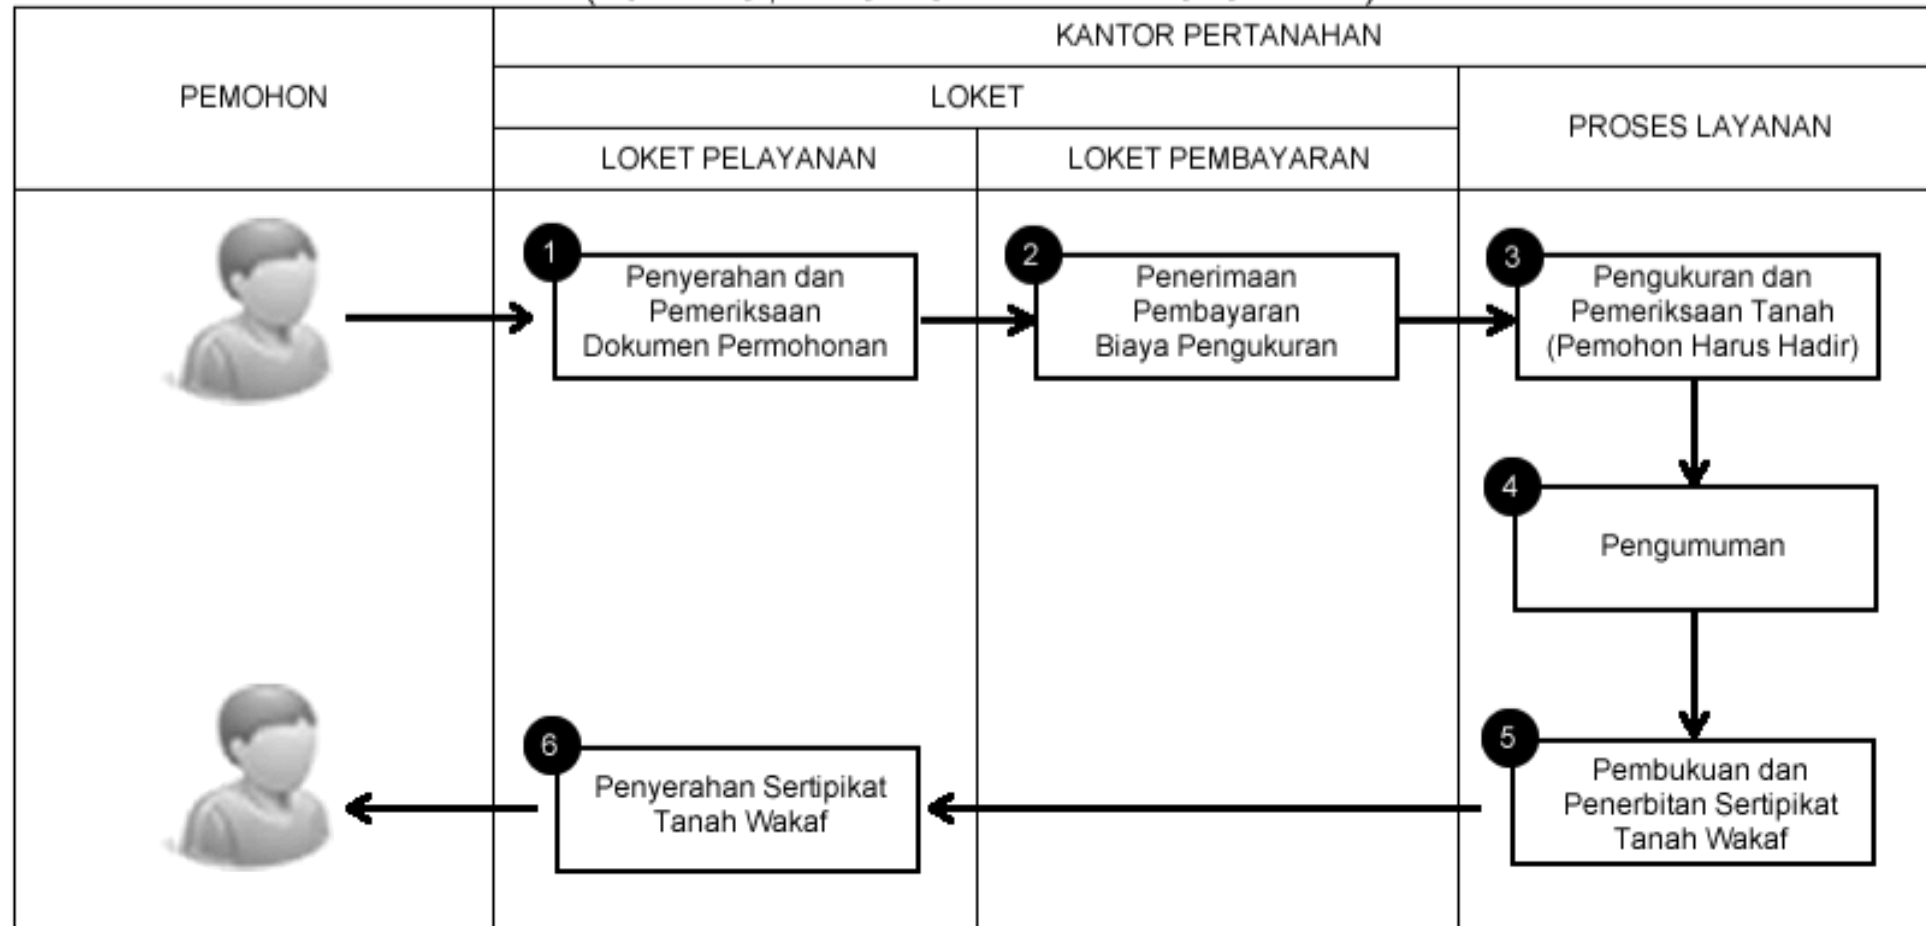 KANTOR PERTANAHAN
PEMOHON
LOKET
PROSES LAYANAN
LOKET PELAYANAN
LOKET PEMBAYARAN
1
Penyerahan dan
Pemeriksaan
Dokumen Permohonan
2
Penerimaan
Pembayaran
Biaya Pengukuran
3
Pengukuran dan
Pemeriksaan Tanah
(Pemohon Harus Hadir)
4
Pengumuman
5
Pembukuan dan
Penerbitan Sertipikat
Tanah Wakaf
6
Penyerahan Sertipikat
Tanah Wakaf